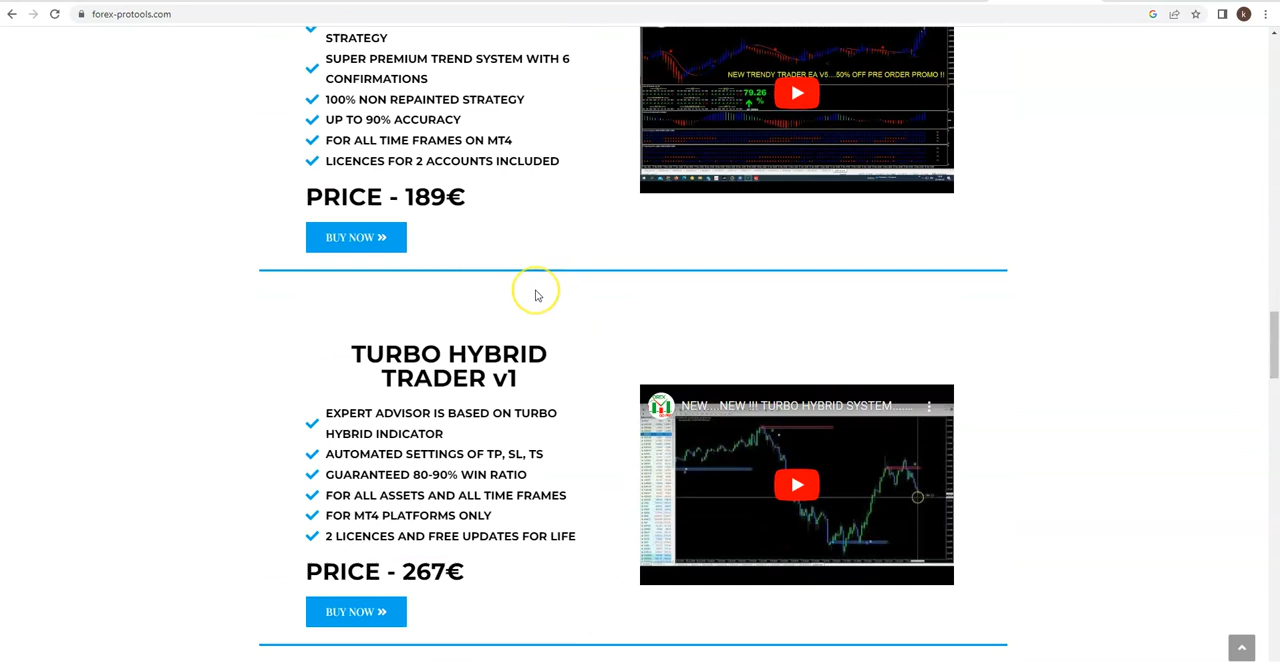 forex-protools.com
k
STRATEGY
SUPER PREMIUM TREND SYSTEM WITH 6
CONFIRMATIONS
100% NON REPAINTED STRATEGY
UP TO 90% ACCURACY
FOR ALL TIME FRAMES ON MT4
LICENCES FOR 2 ACCOUNTS INCLUDED
PRICE - 189€
BUY NOW »
NEW TRENDY TRADER EA V5....50% OFF PRE ORDER PROMO !!
79.26
%
TURBO HYBRID
TRADER v1
EXPERT ADVISOR IS BASED ON TURBO
HYBRID INDICATOR
AUTOMATED SETTINGS OF TP, SL, TS
GUARANTEED 80-90% WIN RATIO
FOR ALL ASSETS AND ALL TIME FRAMES
FOR MT4 PLATFORMS ONLY
2 LICENCES AND FREE UPDATES FOR LIFE
PRICE - 267€
BUY NOW »
NEW....NEW !!! TURBO HYBRID SYSTEM.......